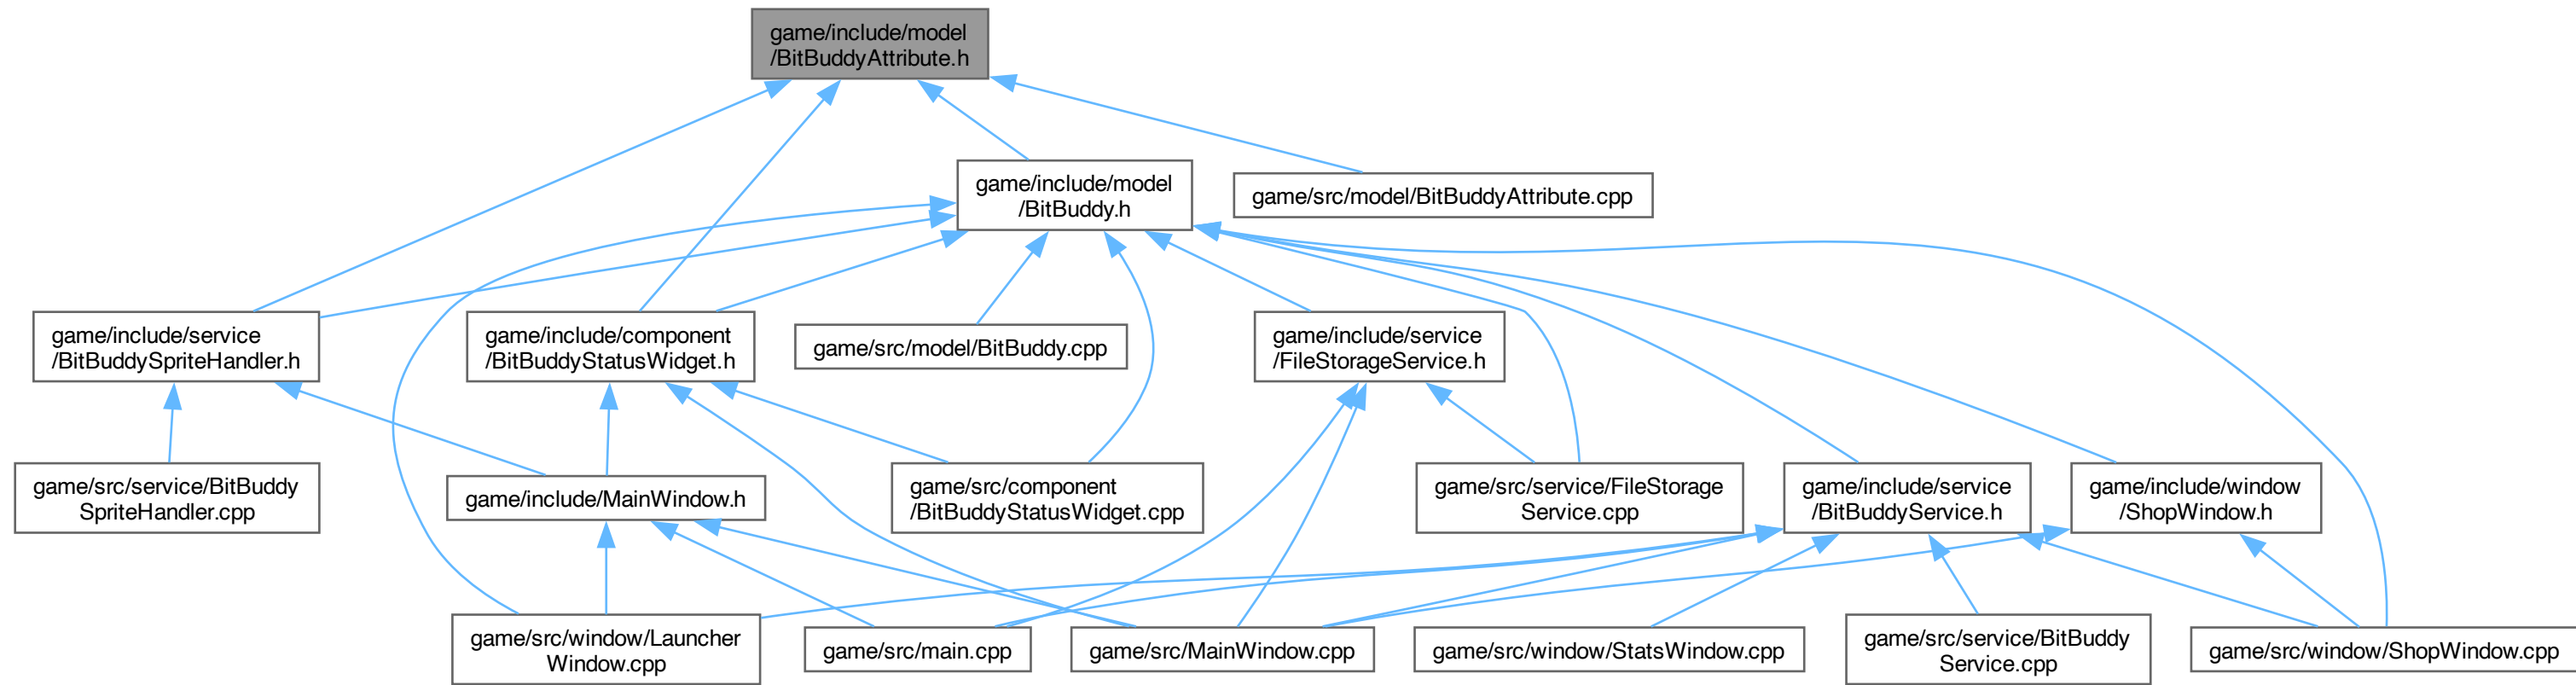 game/include/model
/BitBuddyAttribute.h
game/include/model
/BitBuddy.h
game/src/model/BitBuddyAttribute.cpp
game/include/service
/BitBuddySpriteHandler.h
game/include/component
/BitBuddyStatusWidget.h
game/src/model/BitBuddy.cpp
game/include/service
/FileStorageService.h
game/src/service/BitBuddy
SpriteHandler.cpp
game/include/MainWindow.h
game/src/component
/BitBuddyStatusWidget.cpp
game/src/service/FileStorage
Service.cpp
game/include/service
/BitBuddyService.h
game/include/window
/ShopWindow.h
game/src/window/Launcher
Window.cpp
game/src/main.cpp
game/src/MainWindow.cpp
game/src/window/StatsWindow.cpp
game/src/service/BitBuddy
Service.cpp
game/src/window/ShopWindow.cpp